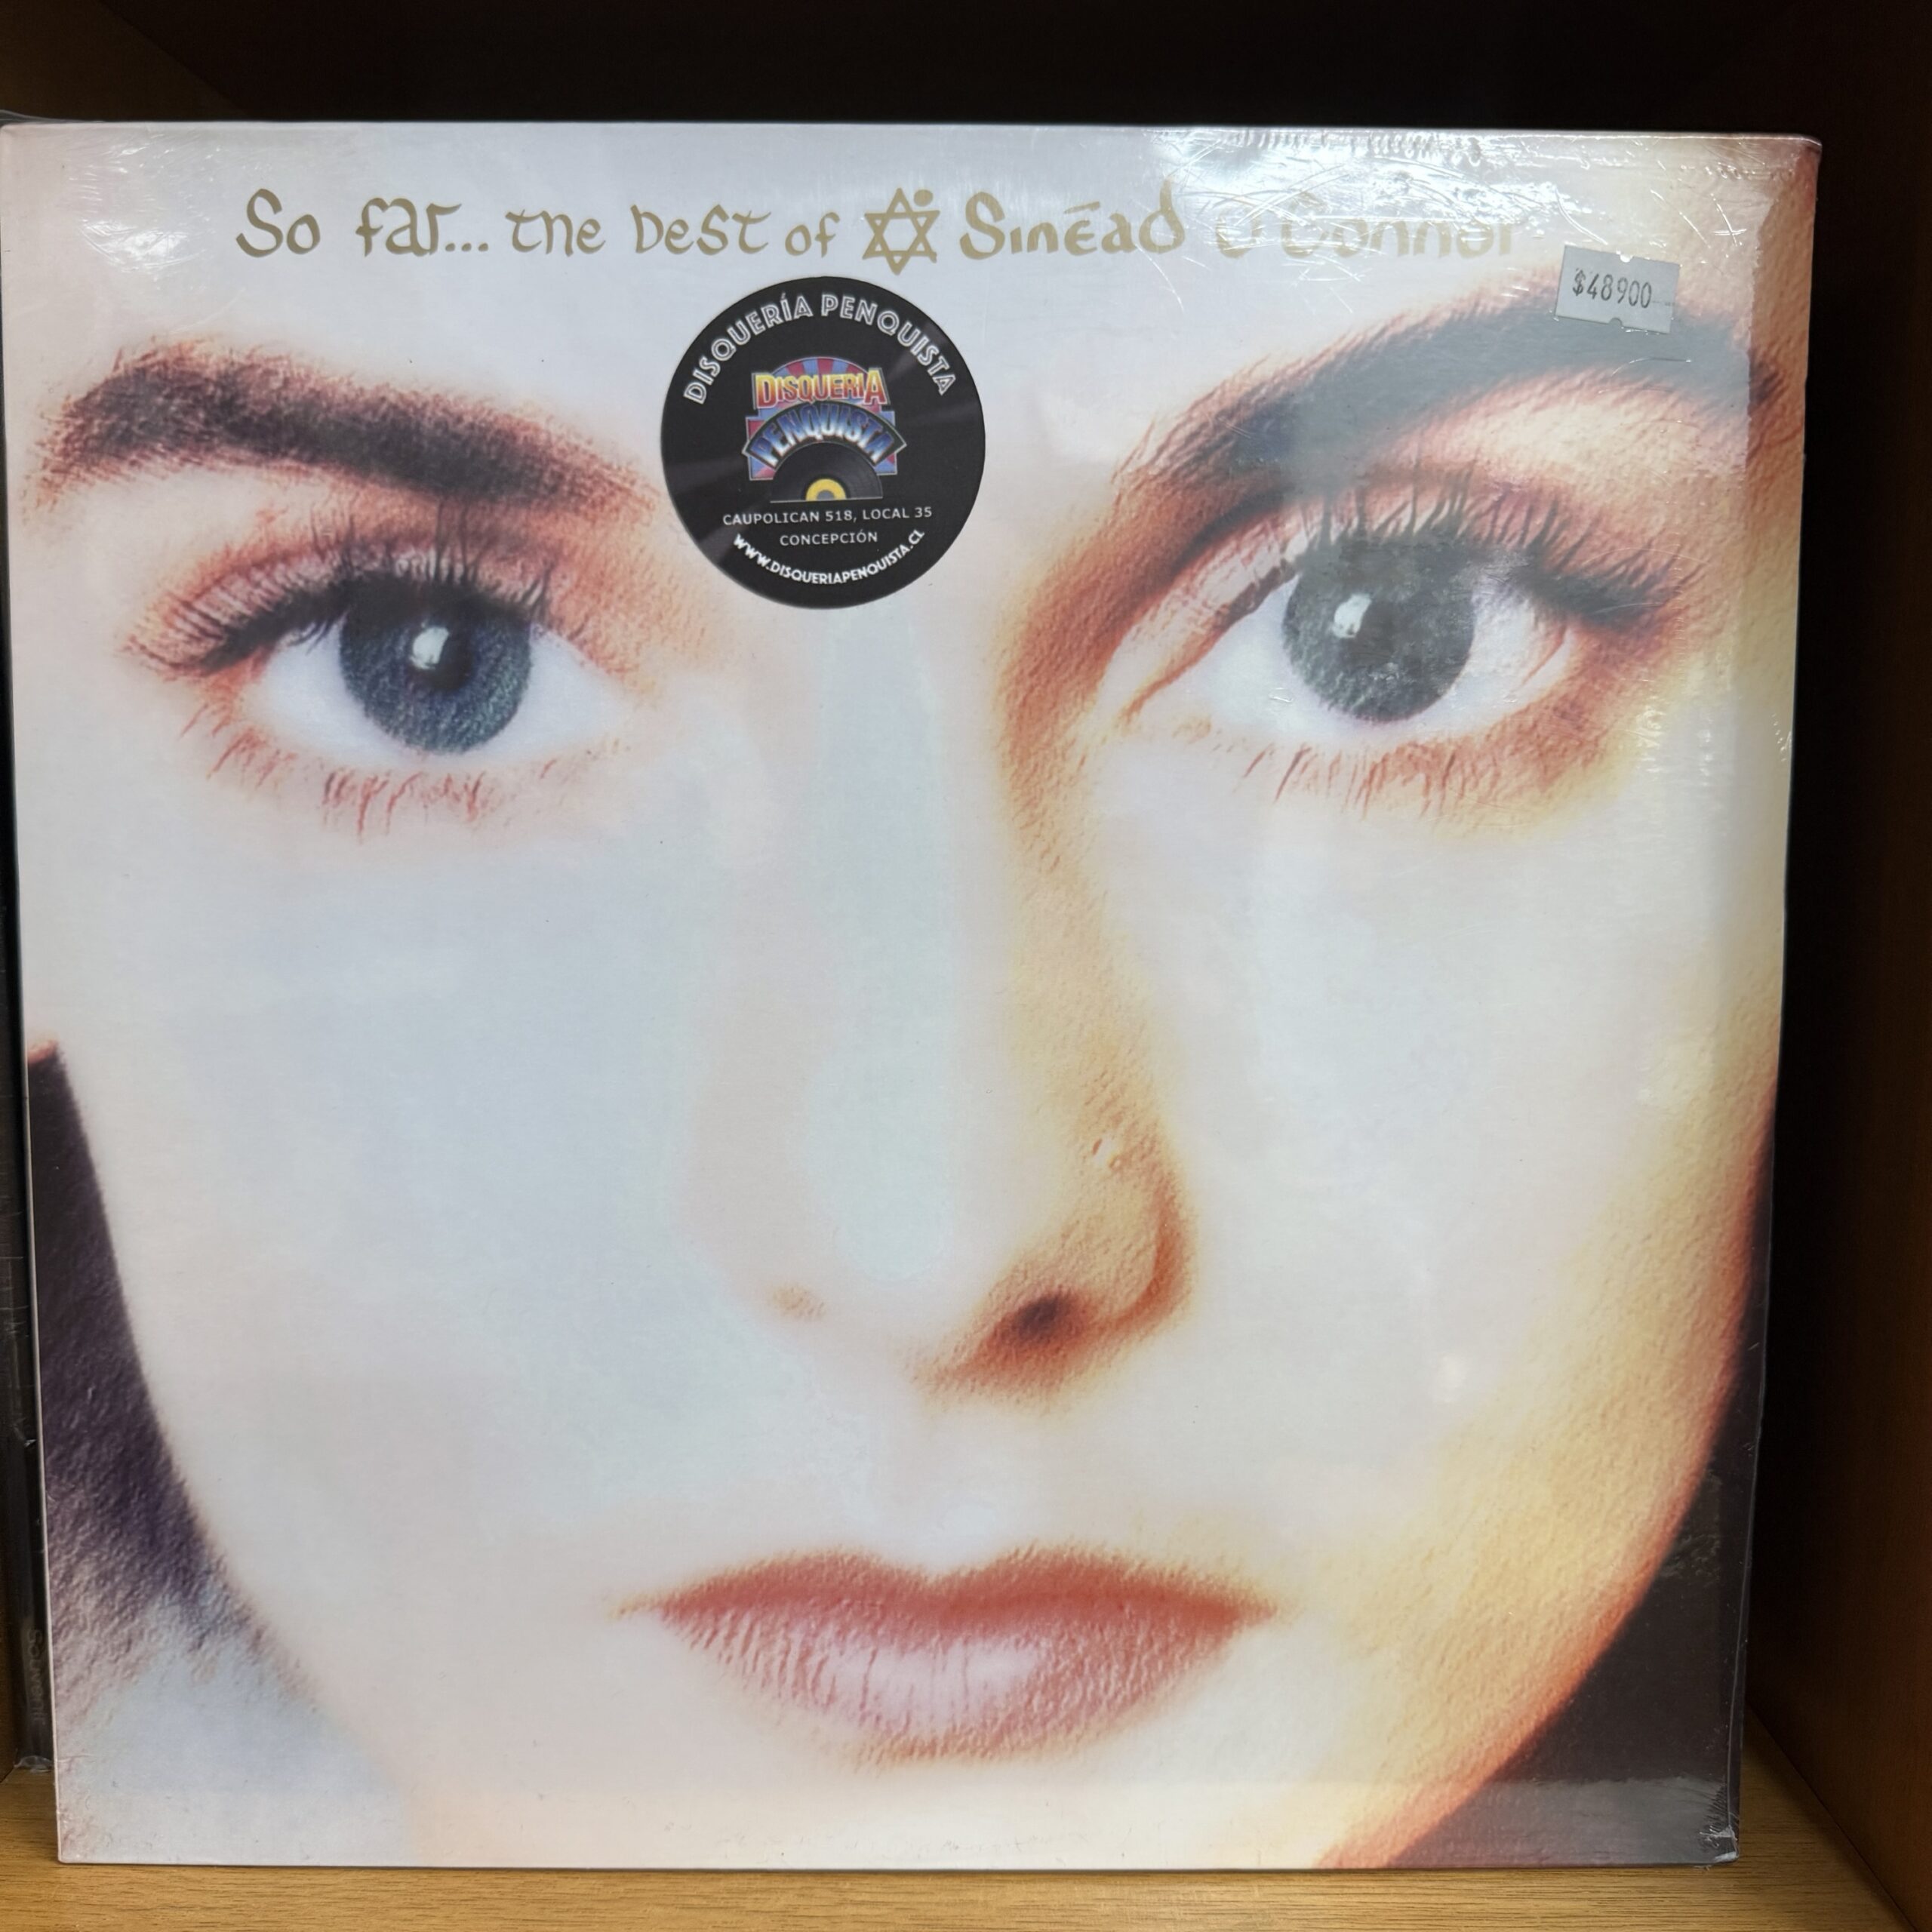 So far... the best of Sinéad O'Connor
$48900
DISQUERÍA PENQUISTA
DISQUERIA
PENQUISTA
CAUPOLICAN 518, LOCAL 35
CONCEPCIÓN
WWW.DISQUERIAPENQUISTA.CL